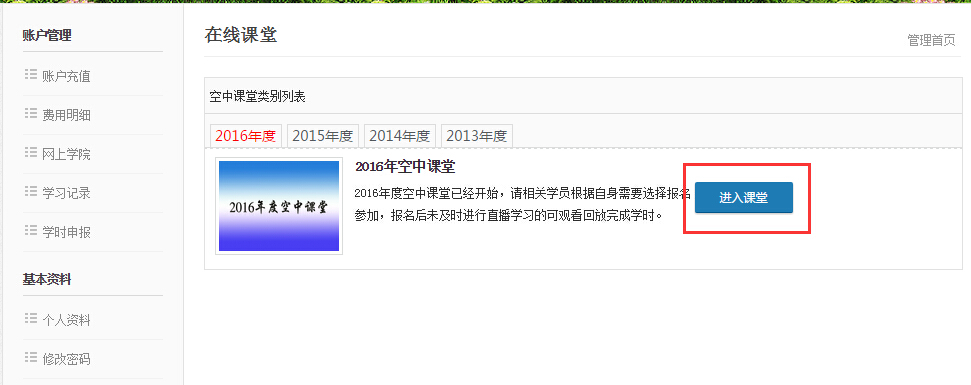 账户管理
账户充值
费用明细
网上学院
学习记录
学时申报
基本资料
个人资料
修改密码
在线课堂
管理首页
空中课堂类别列表
2016年度 2015年度 2014年度 2013年度
2016年度空中课堂
2016年空中课堂
2016年度空中课堂已经开始，请相关学员根据自身需要选择报名
参加，报名后未及时进行直播学习的可观看回放完成学时。
进入课堂